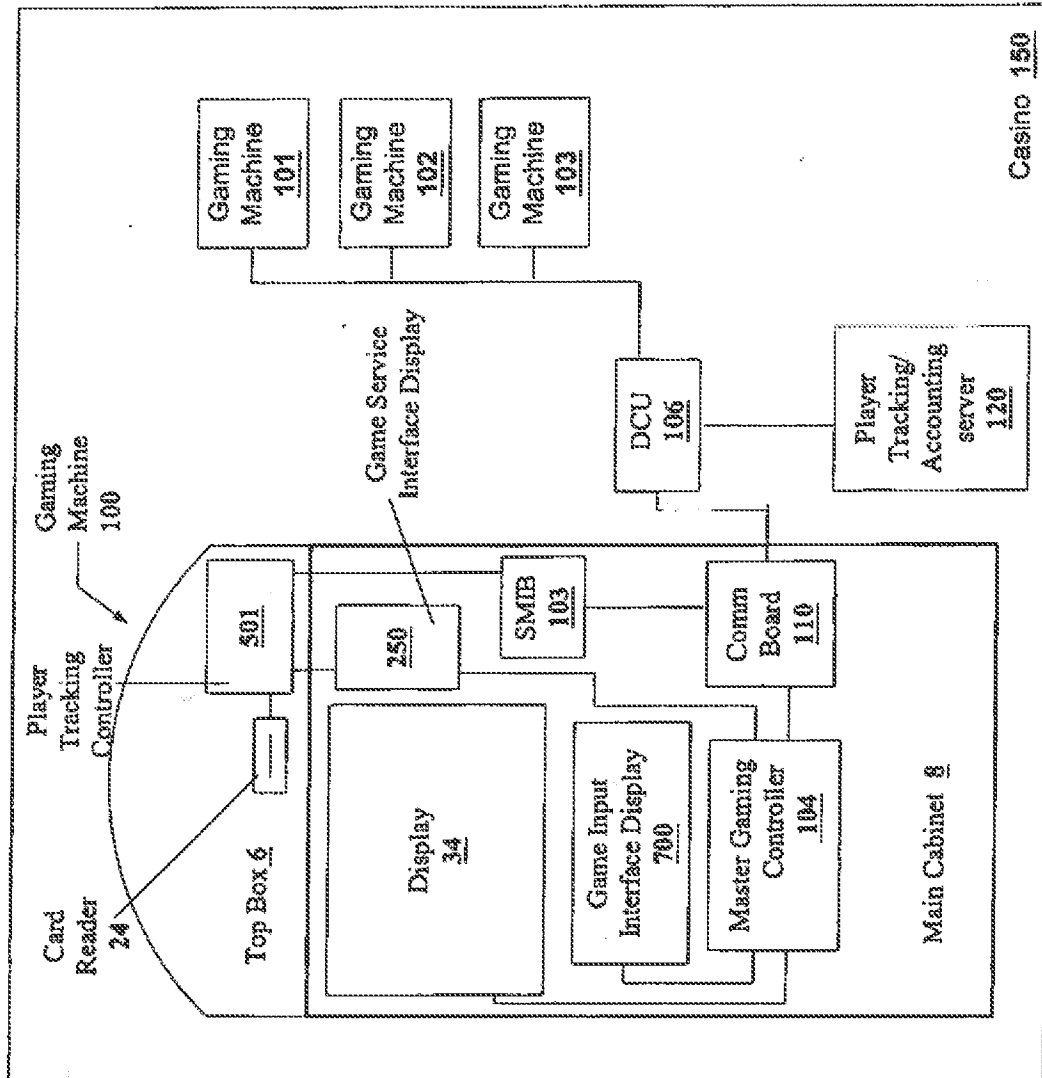 Gaming
Machine
100
Player
Tracking
Controller
Card
Reader
24
Top Box 6
501
250
Game Service
Interface Display
Display
34
SMIB
103
Game Input
Interface Display
700
Master Gaming
Controller
104
Comm
Board
110
Main Cabinet 8
DCU
106
Player
Tracking/
Accounting
server
120
Gaming
Machine
101
Gaming
Machine
102
Gaming
Machine
103
Casino 150